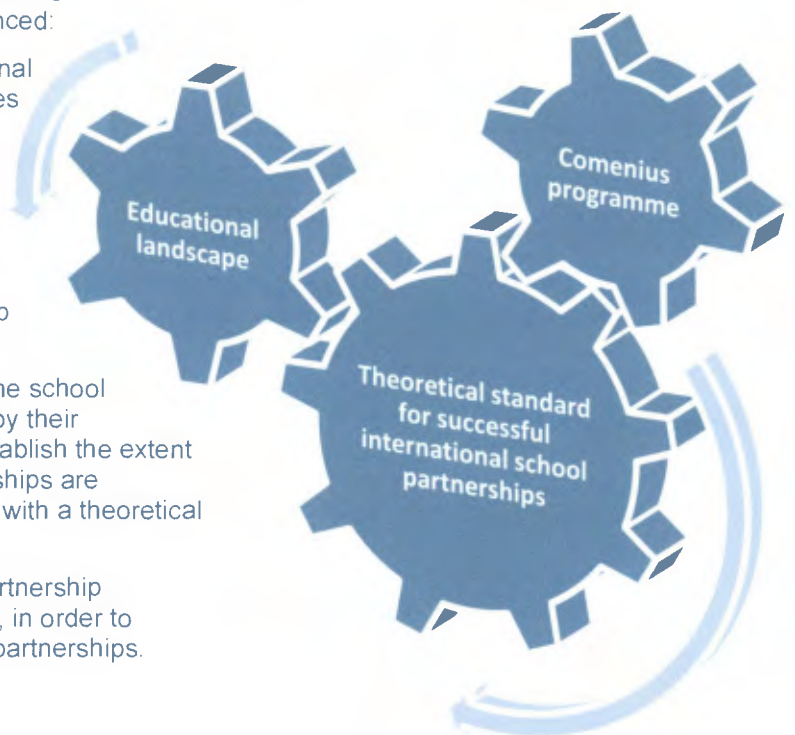 nced:
nal
es
o
ne school
by their
ablish the extent
ships are
with a theoretical
artnership
, in order to
partnerships.
Educational
landscape
Comenius
programme
Theoretical standard
for successful
international school
partnerships